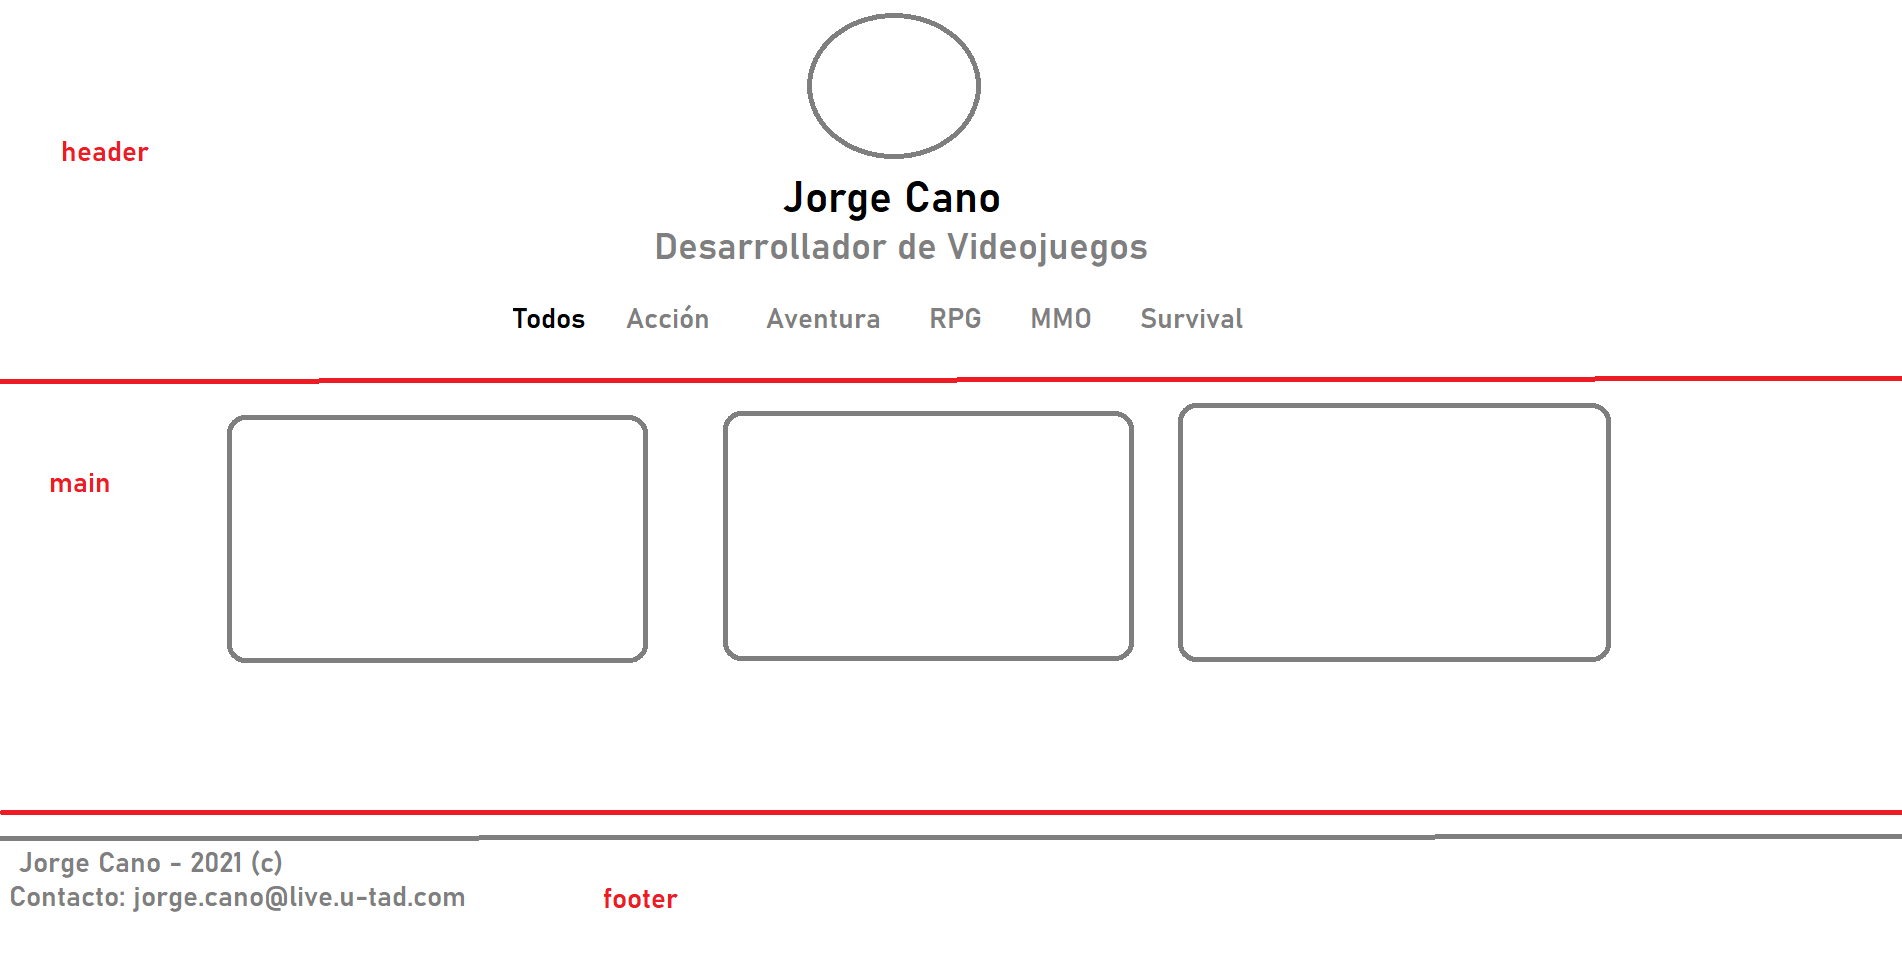 header
Jorge Cano
Desarrollador de Videojuegos
Todos Acción Aventura RPG MMO Survival
main
Jorge Cano - 2021 (c)
Contacto: jorge.cano@live.u-tad.com
footer